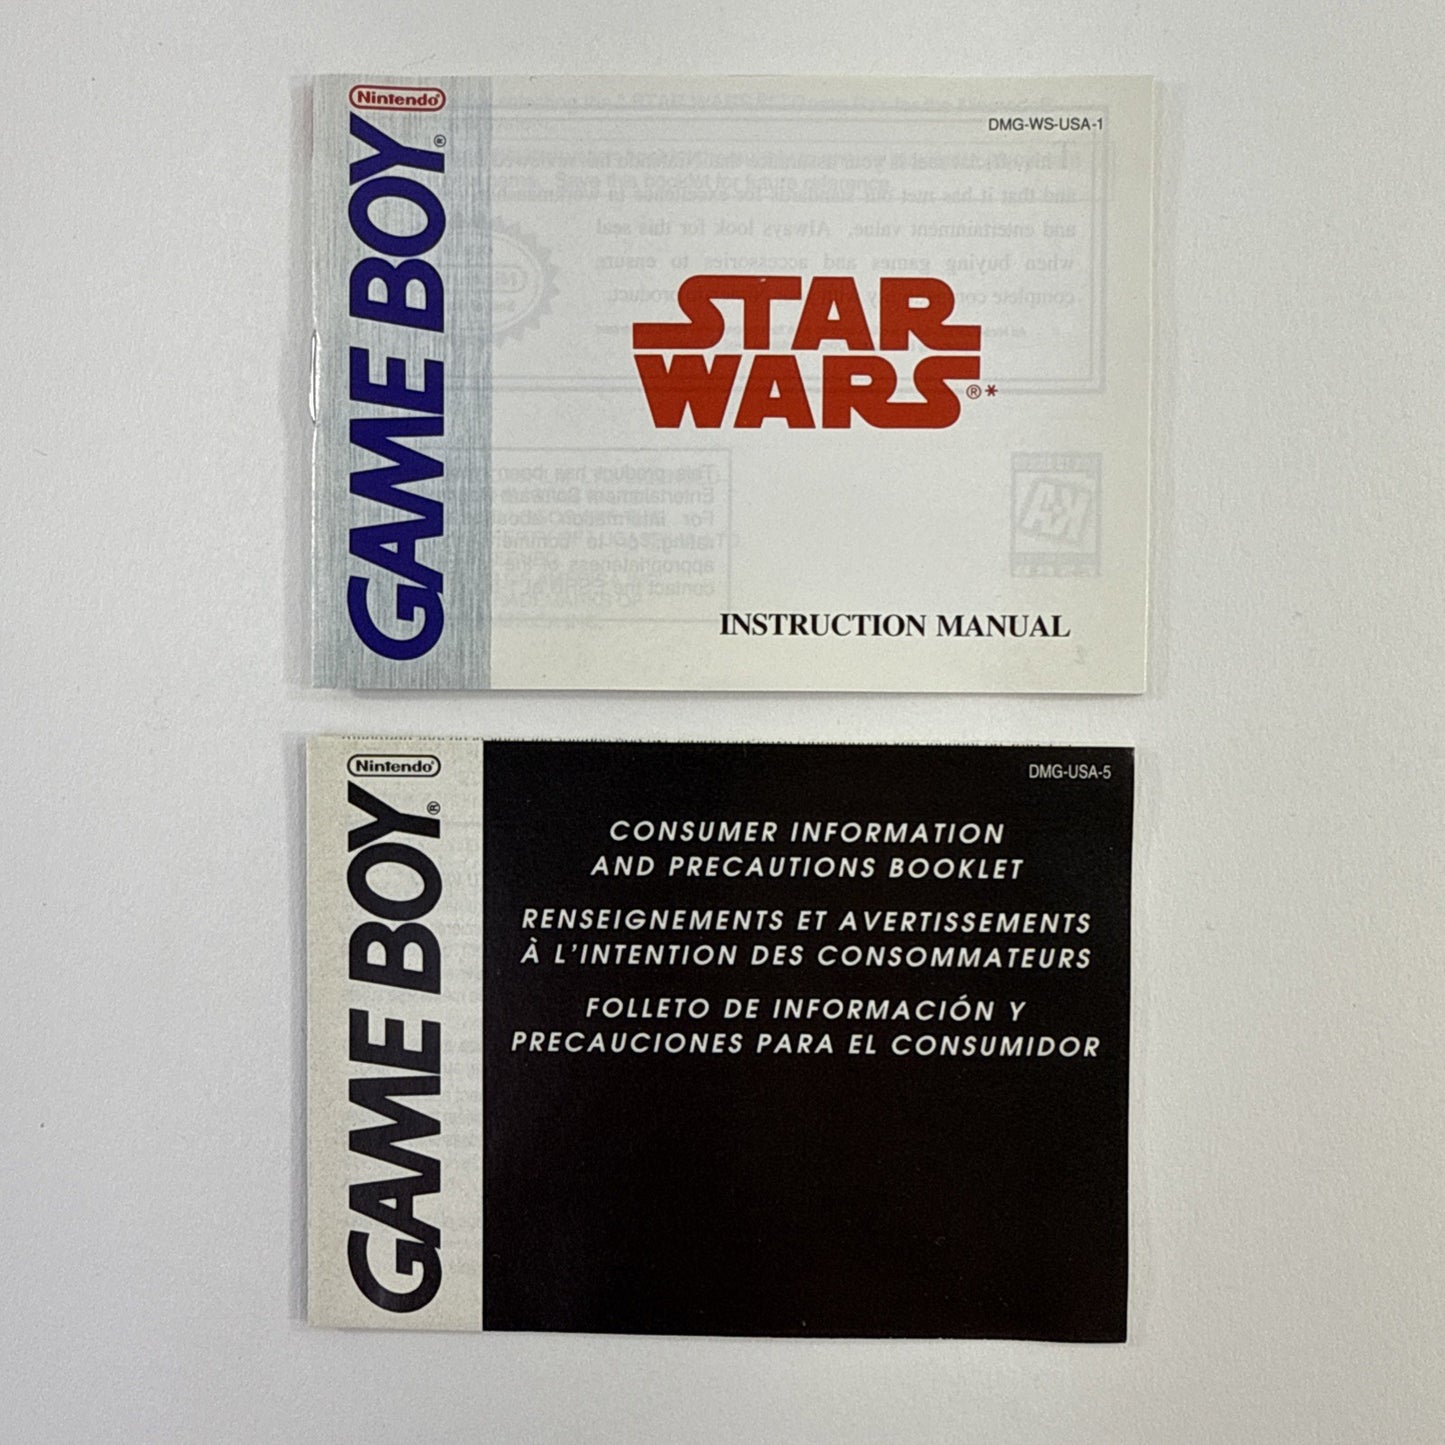 Nintendo
GAME BOY®
DMG-WS-USA-1
STAR
WARS®*
INSTRUCTION MANUAL
Nintendo
GAME BOY®
DMG-USA-5
CONSUMER INFORMATION
AND PRECAUTIONS BOOKLET
RENSEIGNEMENTS ET AVERTISSEMENTS
À L'INTENTION DES CONSOMMATEURS
FOLLETO DE INFORMACIÓN Y
PRECAUCIONES PARA EL CONSUMIDOR